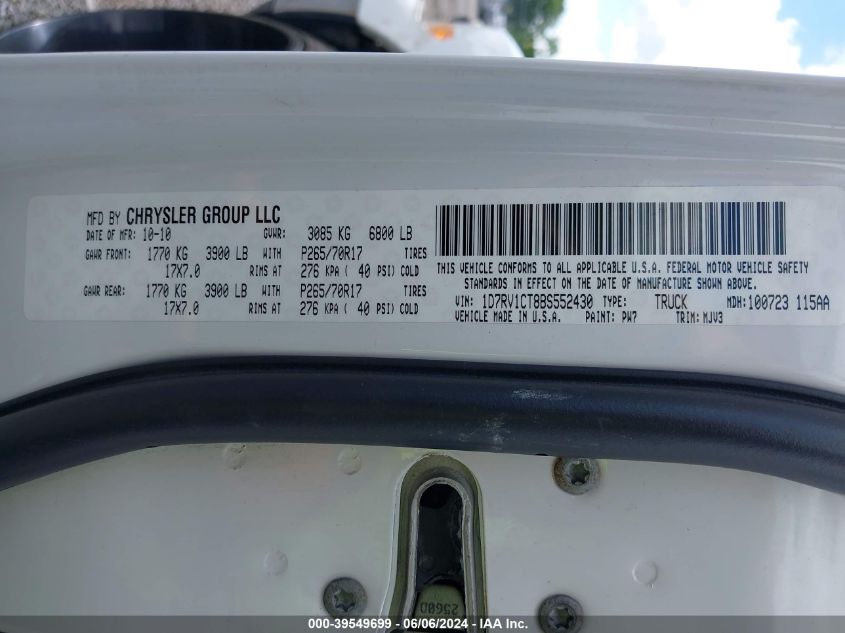 MFD BY CHRYSLER GROUP LLC
DATE OF MFR: 10-10 GVWR: 3085 KG 6800 LB
GAWR FRONT: 1770 KG 3900 LB WITH P265/70R17 TIRES
17X7.0 RIMS AT 276 KPA ( 40 PSI) COLD
GAWR REAR: 1770 KG 3900 LB WITH P265/70R17 TIRES
17X7.0 RIMS AT 276 KPA ( 40 PSI) COLD
THIS VEHICLE CONFORMS TO ALL APPLICABLE U.S.A. FEDERAL MOTOR VEHICLE SAFETY
STANDARDS IN EFFECT ON THE DATE OF MANUFACTURE SHOWN ABOVE.
VIN: 1D7RV1CT8BS552430 TYPE: TRUCK MDH:100723 115AA
VEHICLE MADE IN U.S.A. PAINT: PW7 TRIM: MJV3
2560D
000-39549699 - 06/06/2024 - IAA Inc.